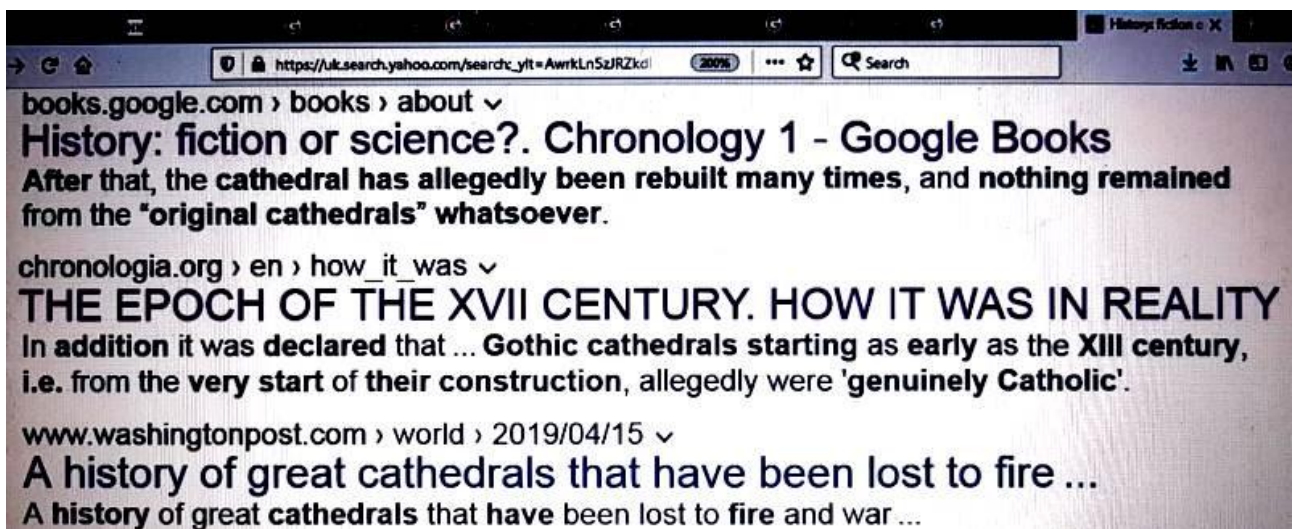 History: fiction o X
https://uk.search.yahoo.com/search;_ylt=AwrkLn5zJRZkd
200%
Search
books.google.com › books › about
History: fiction or science?. Chronology 1 - Google Books
After that, the cathedral has allegedly been rebuilt many times, and nothing remained
from the "original cathedrals" whatsoever.
chronologia.org › en › how_it_was
THE EPOCH OF THE XVII CENTURY. HOW IT WAS IN REALITY
In addition it was declared that ... Gothic cathedrals starting as early as the XIII century,
i.e. from the very start of their construction, allegedly were 'genuinely Catholic'.
www.washingtonpost.com › world › 2019/04/15
A history of great cathedrals that have been lost to fire ...
A history of great cathedrals that have been lost to fire and war ...